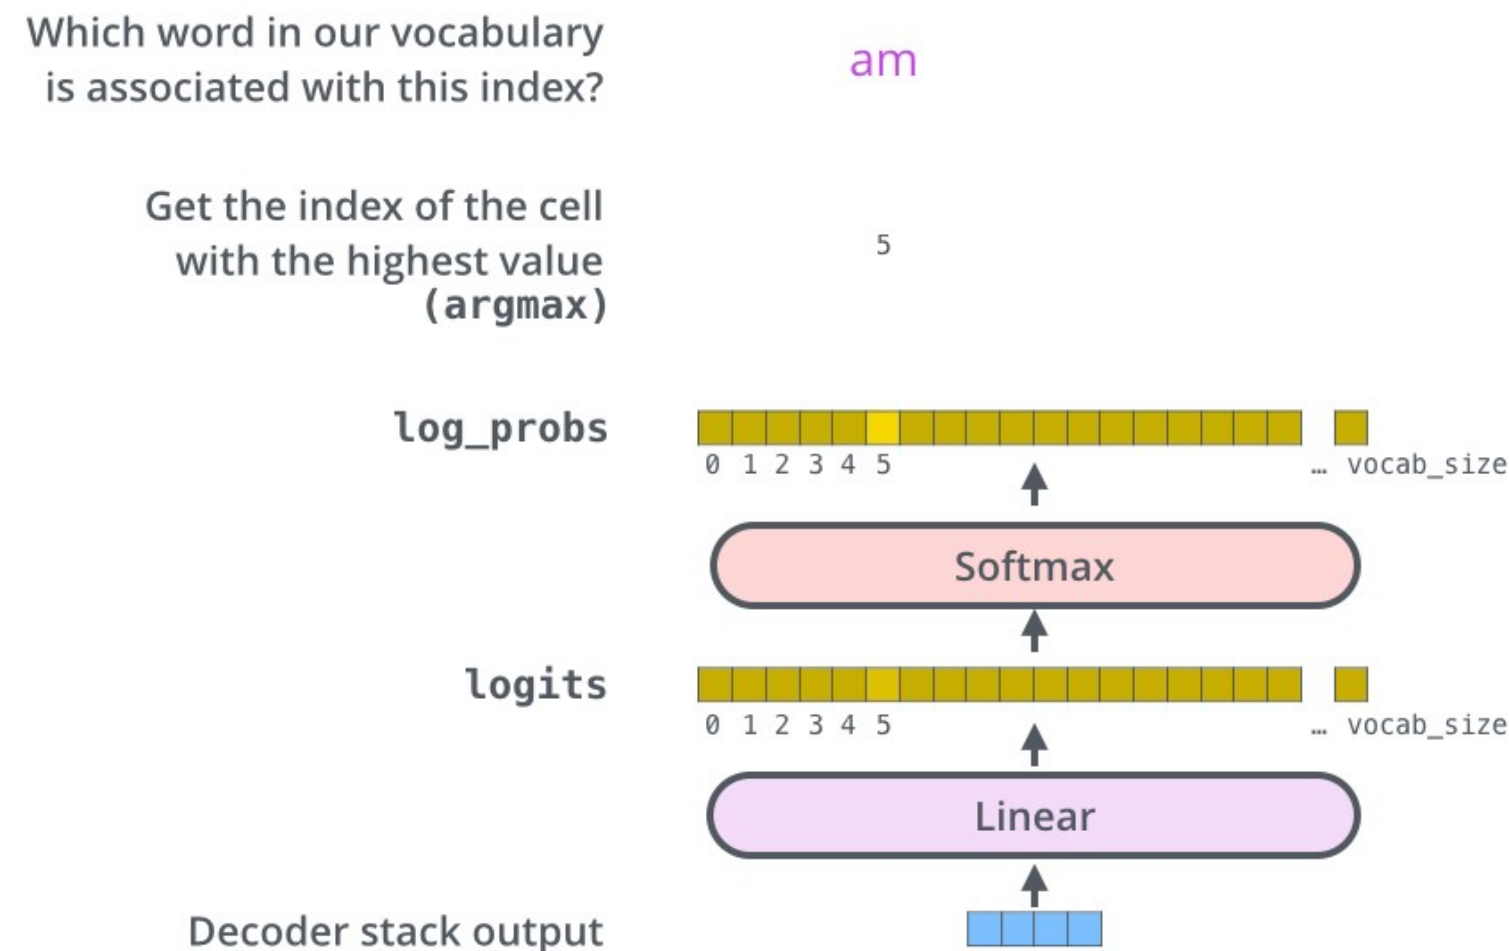 Which word in our vocabulary
is associated with this index?
am
Get the index of the cell
with the highest value
(argmax)
5
log_probs
0 1 2 3 4 5 … vocab_size
Softmax
logits
0 1 2 3 4 5 … vocab_size
Linear
Decoder stack output